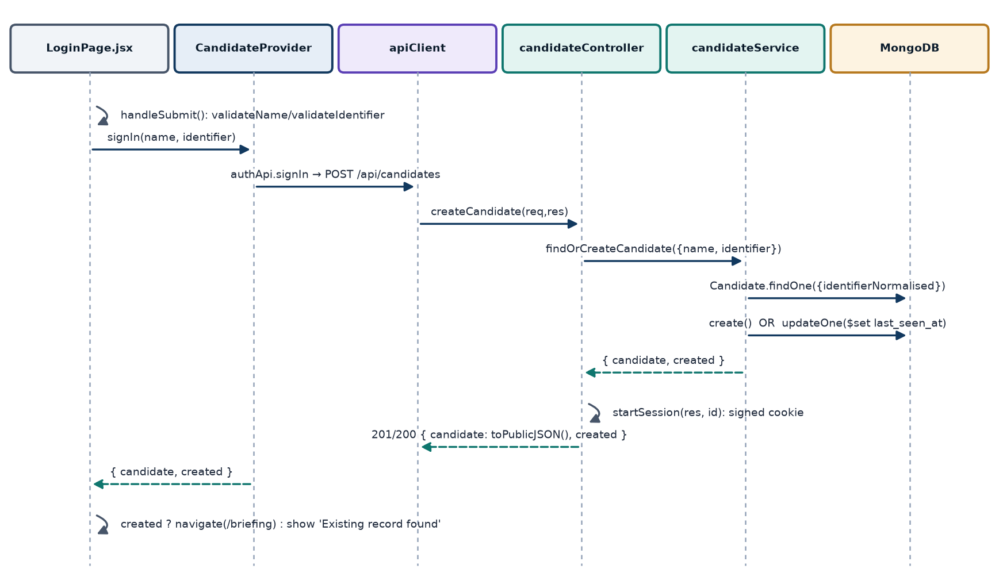 LoginPage.jsx
CandidateProvider
apiClient
candidateController
candidateService
MongoDB
handleSubmit(): validateName/validateIdentifier
signIn(name, identifier)
authApi.signIn → POST /api/candidates
createCandidate(req,res)
findOrCreateCandidate({name, identifier})
Candidate.findOne({identifierNormalised})
create()  OR  updateOne($set last_seen_at)
{ candidate, created }
startSession(res, id): signed cookie
201/200 { candidate: toPublicJSON(), created }
{ candidate, created }
created ? navigate(/briefing) : show 'Existing record found'